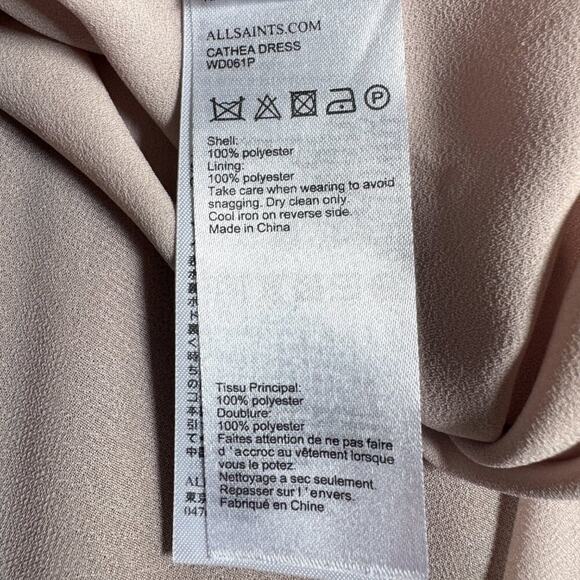 ALLSAINTS.COM
CATHEA DRESS
WD061P
P
Shell:
100% polyester
Lining:
100% polyester
Take care when wearing to avoid
snagging. Dry clean only.
Cool iron on reverse side.
Made in China
Tissu Principal:
100% polyester
Doublure:
100% polyester
Faites attention de ne pas faire
d'accroc au vêtement lorsque
vous le potez.
Nettoyage a sec seulement.
Repasser sur l'envers.
Fabriqué en Chine
東京
047